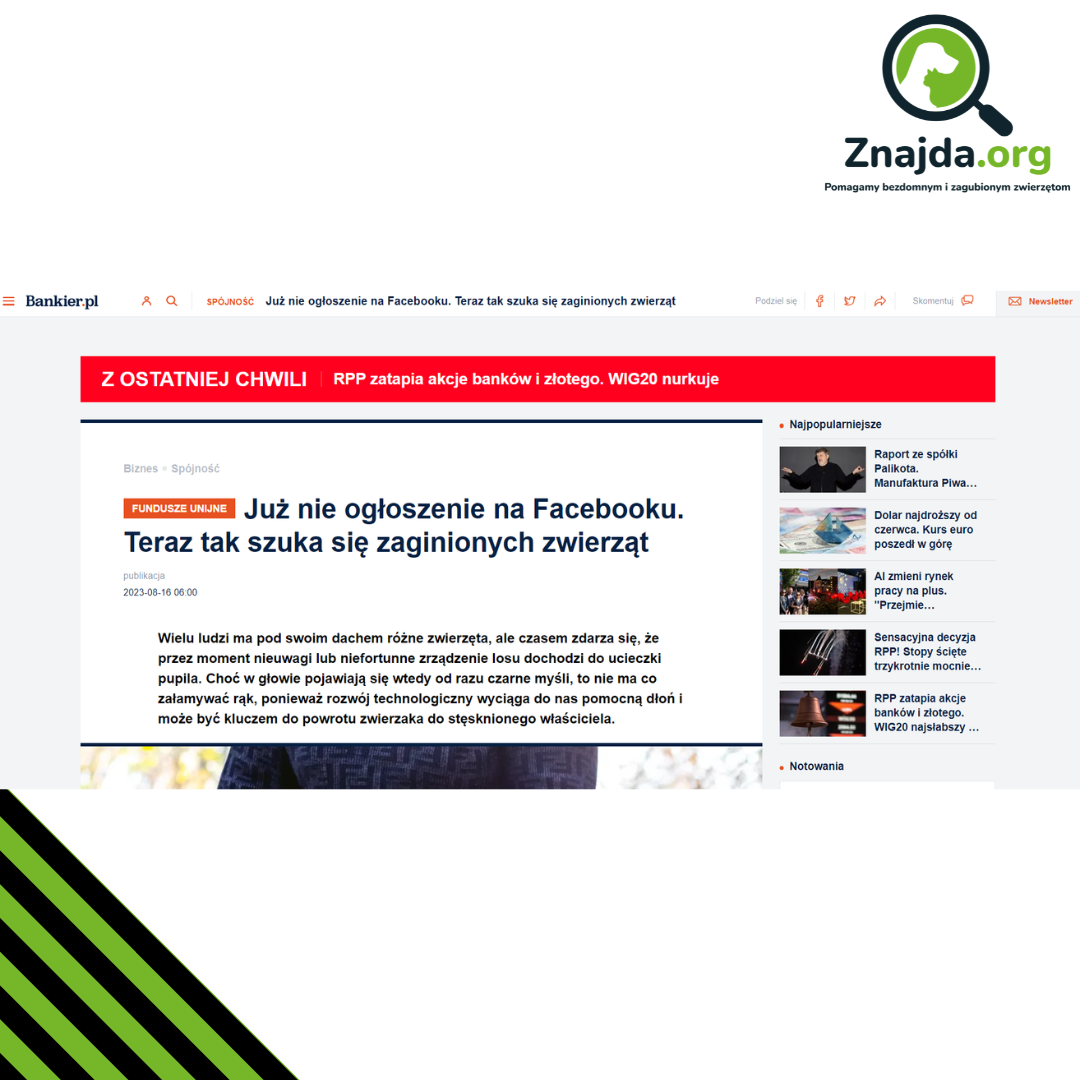 Znajda.org
Pomagamy bezdomnym i zagubionym zwierzętom
Bankier.pl
SPÓJNOŚĆ Już nie ogłoszenie na Facebooku. Teraz tak szuka się zaginionych zwierząt
Podziel się
Skomentuj
Newsletter
Z OSTATNIEJ CHWILI RPP zatapia akcje banków i złotego. WIG20 nurkuje
Biznes Spójność
FUNDUSZE UNIJNE Już nie ogłoszenie na Facebooku.
Teraz tak szuka się zaginionych zwierząt
publikacja
2023-08-16 06:00
Wielu ludzi ma pod swoim dachem różne zwierzęta, ale czasem zdarza się, że
przez moment nieuwagi lub niefortunne zrządzenie losu dochodzi do ucieczki
pupila. Choć w głowie pojawiają się wtedy od razu czarne myśli, to nie ma co
załamywać rąk, ponieważ rozwój technologiczny wyciąga do nas pomocną dłoń i
może być kluczem do powrotu zwierzaka do stęsknionego właściciela.
Najpopularniejsze
Raport ze spółki
Palikota.
Manufaktura Piwa…
Dolar najdroższy od
czerwca. Kurs euro
poszedł w górę
AI zmieni rynek
pracy na plus.
"Przejmie…
Sensacyjna decyzja
RPP! Stopy ścięte
trzykrotnie mocnie…
RPP zatapia akcje
banków i złotego.
WIG20 najsłabszy …
Notowania